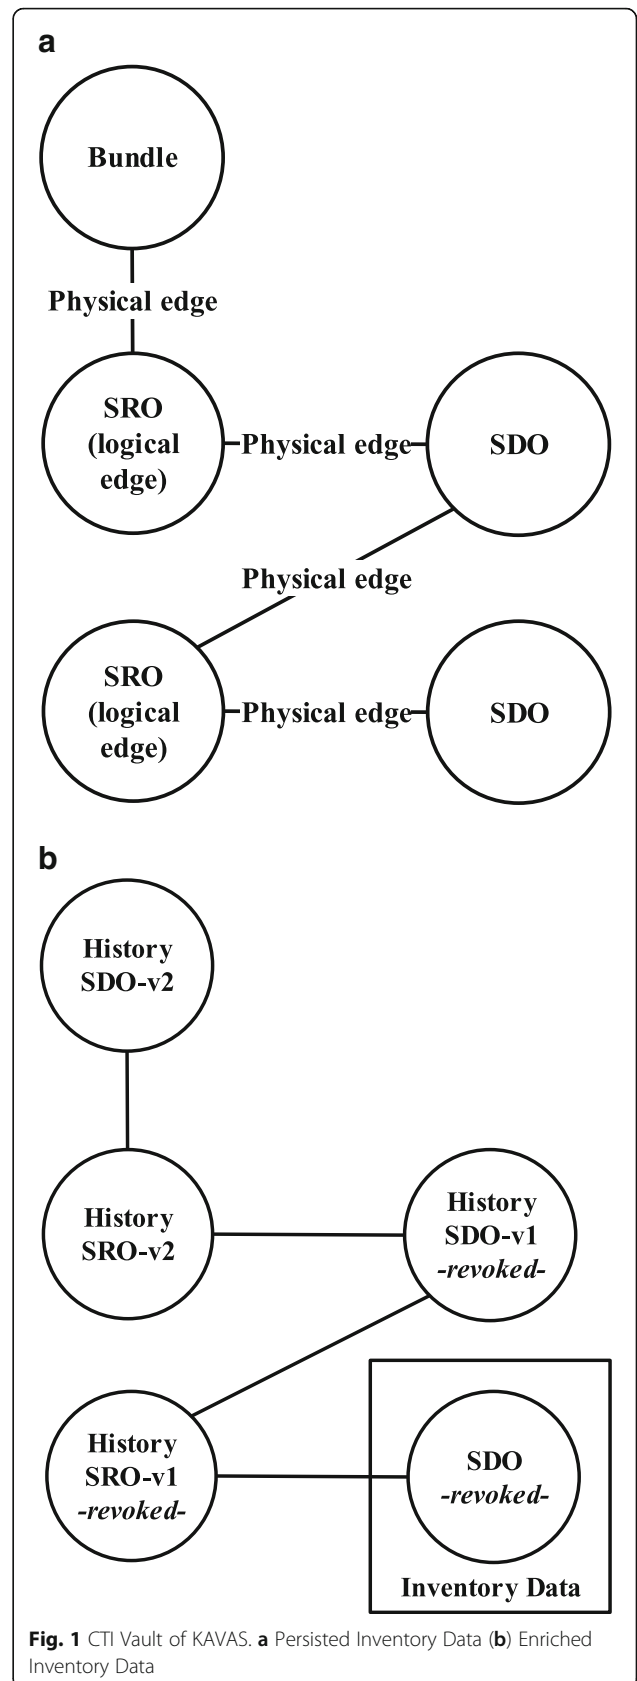 a
Bundle
Physical edge
SRO
(logical
edge)
Physical edge
SDO
Physical edge
SRO
(logical
edge)
Physical edge
SDO
b
History
SDO-v2
History
SRO-v2
History
SDO-v1
-revoked-
History
SRO-v1
-revoked-
SDO
-revoked-
Inventory Data
Fig. 1 CTI Vault of KAVAS. a Persisted Inventory Data (b) Enriched
Inventory Data